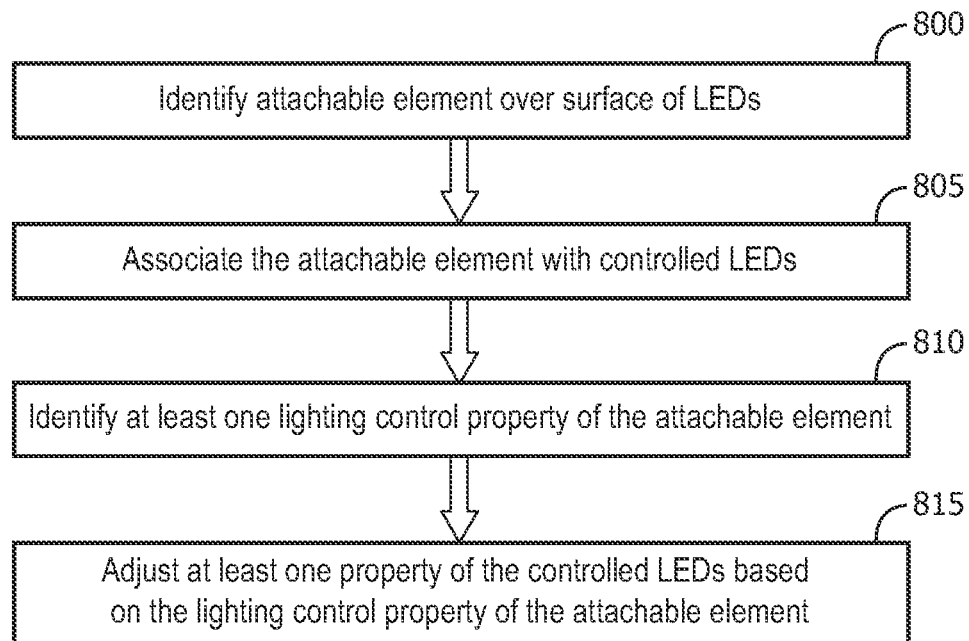 800
Identify attachable element over surface of LEDs
805
Associate the attachable element with controlled LEDs
810
Identify at least one lighting control property of the attachable element
815
Adjust at least one property of the controlled LEDs based
on the lighting control property of the attachable element